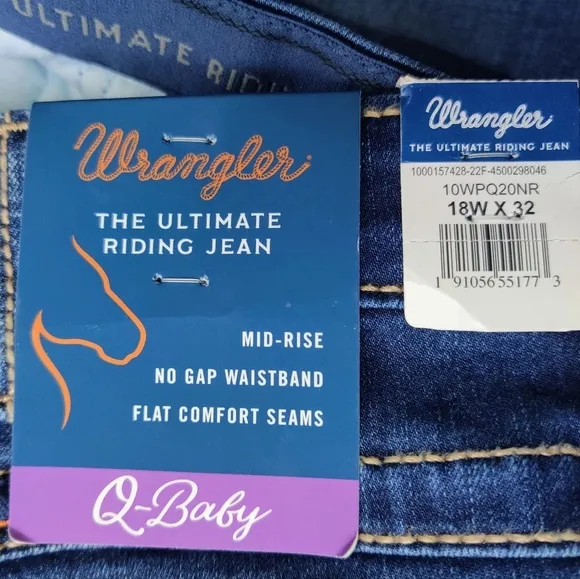 ULTIMATE RIDIN
Wrangler
THE ULTIMATE
RIDING JEAN
MID-RISE
NO GAP WAISTBAND
FLAT COMFORT SEAMS
Q-Baby
Wrangler
THE ULTIMATE RIDING JEAN
1000157428-22F-4500298046
10WPQ20NR
18W X 32
1 91056 55177 3